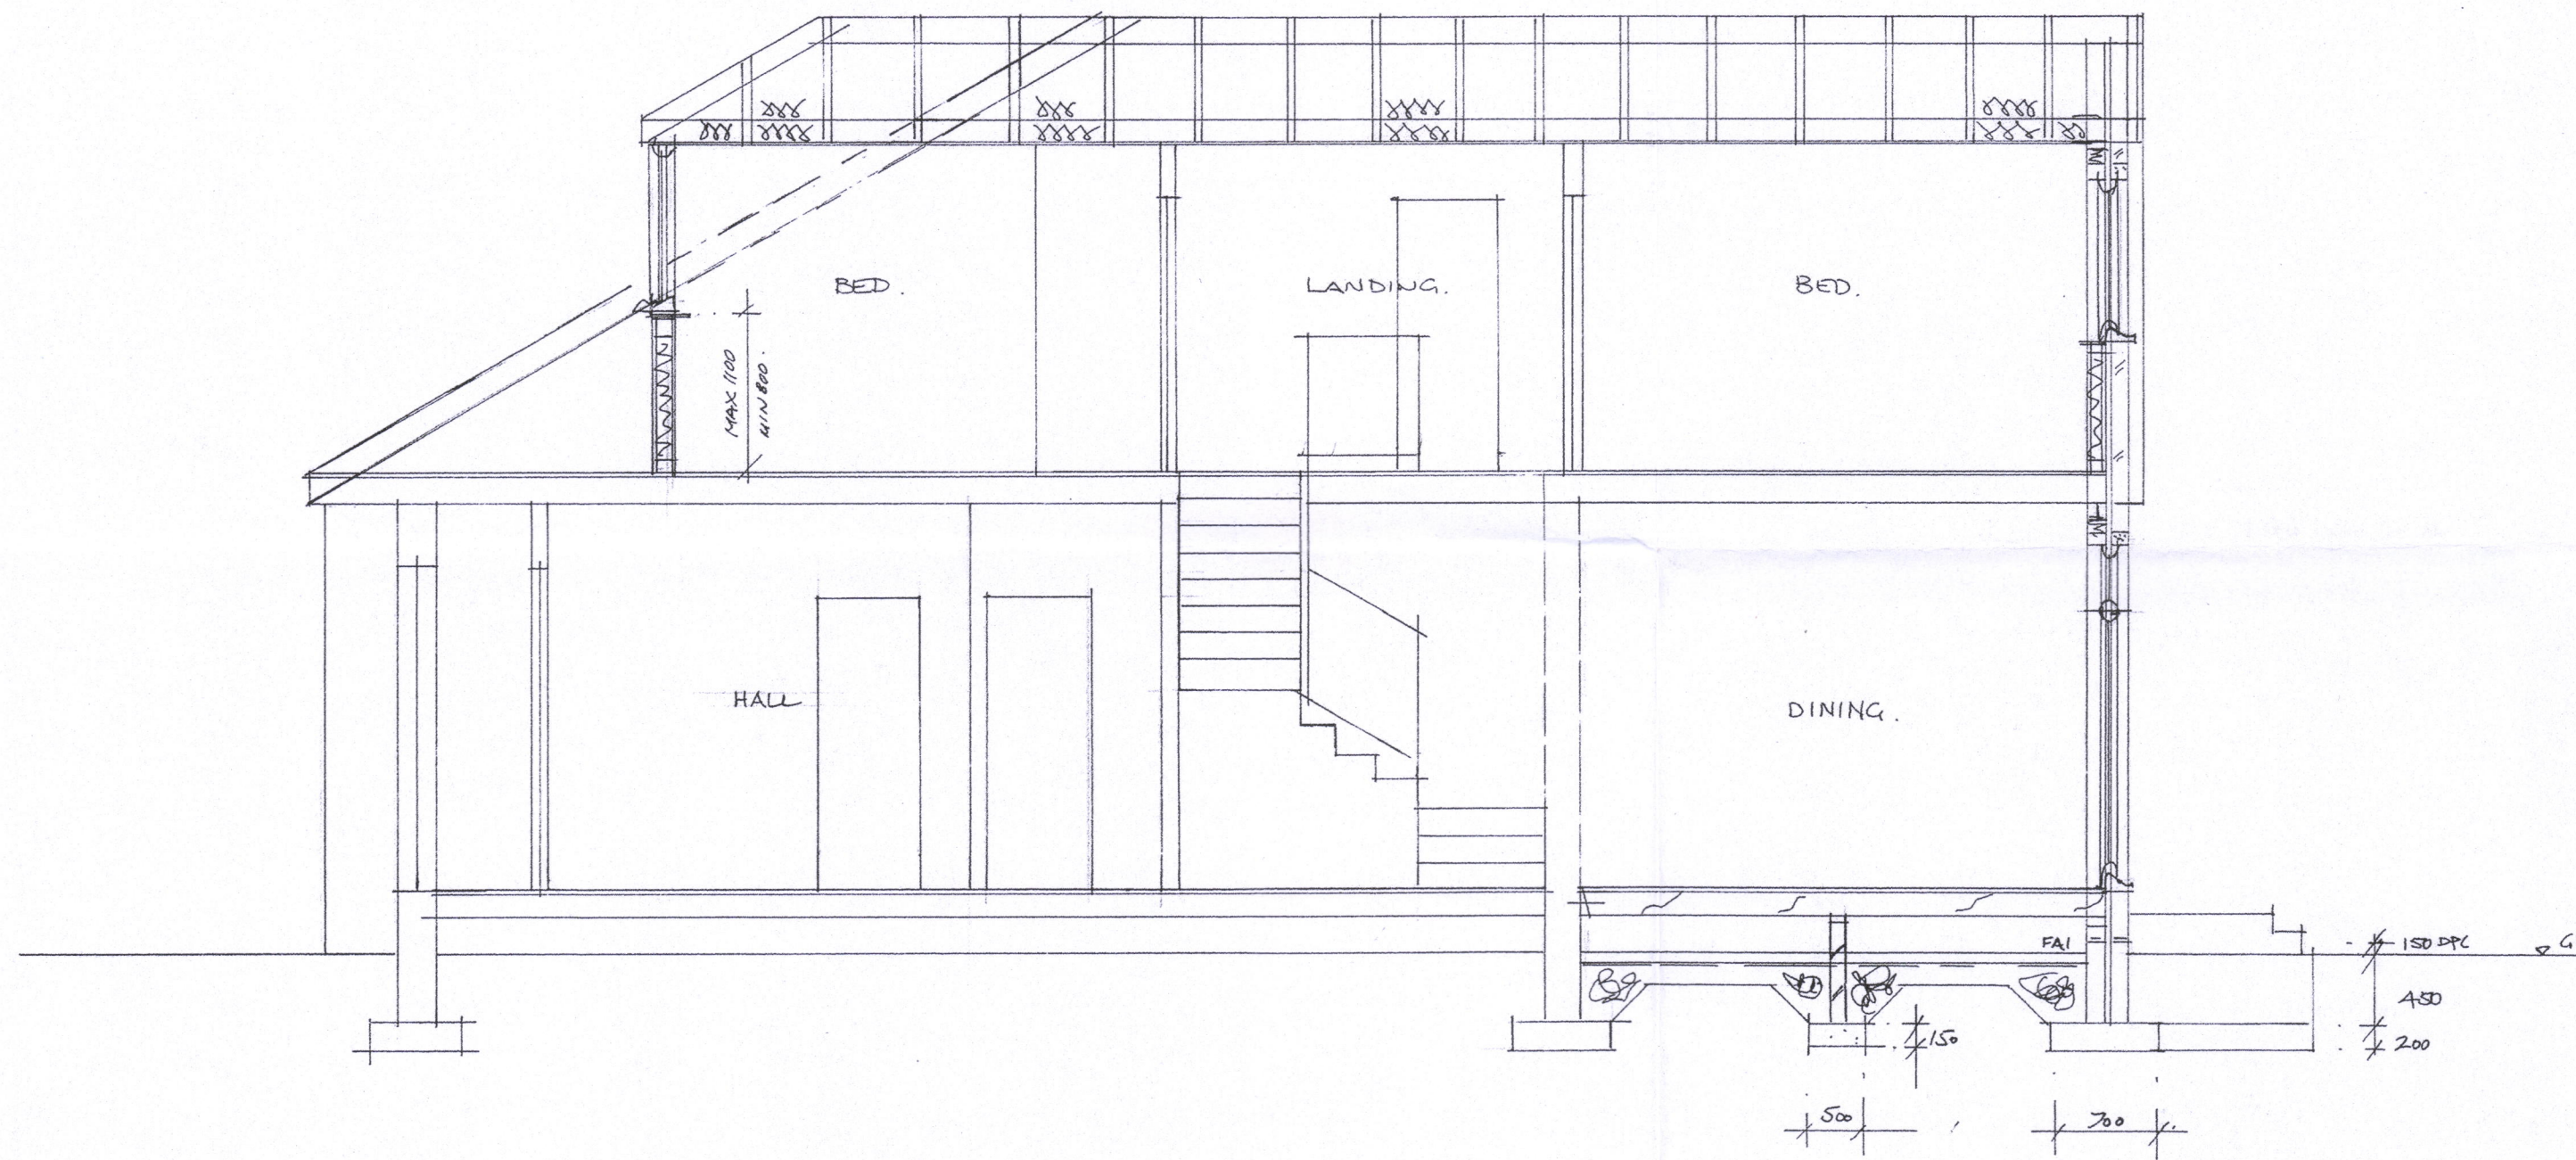 BED.
LANDING.
BED.
MAX 1100
MIN 800.
HALL
DINING.
FAI
150 DPC
G
450
150
200
500
700